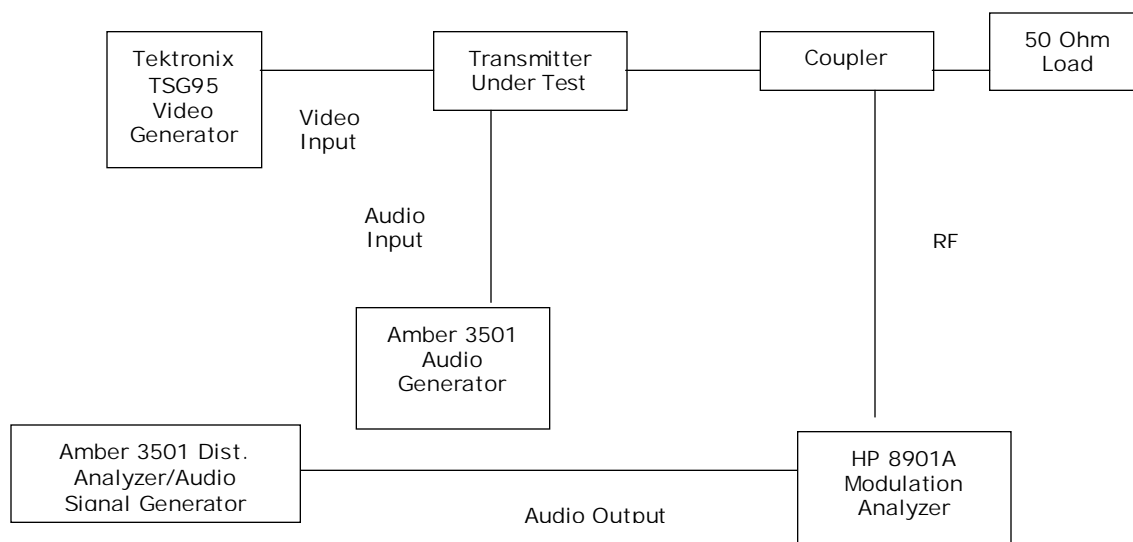 Tektronix
TSG95
Video
Generator
Video
Input
Transmitter
Under Test
Coupler
50 Ohm
Load
Audio
Input
RF
Amber 3501
Audio
Generator
Amber 3501 Dist.
Analyzer/Audio
Signal Generator
Audio Output
HP 8901A
Modulation
Analyzer